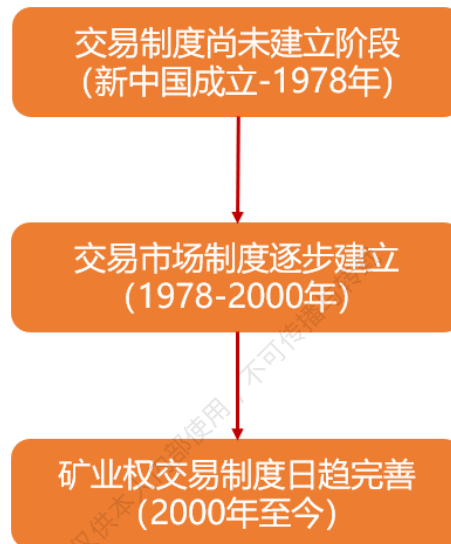 交易制度尚未建立阶段
（新中国成立-1978年）
交易市场制度逐步建立
（1978-2000年）
矿业权交易制度日趋完善
（2000年至今）